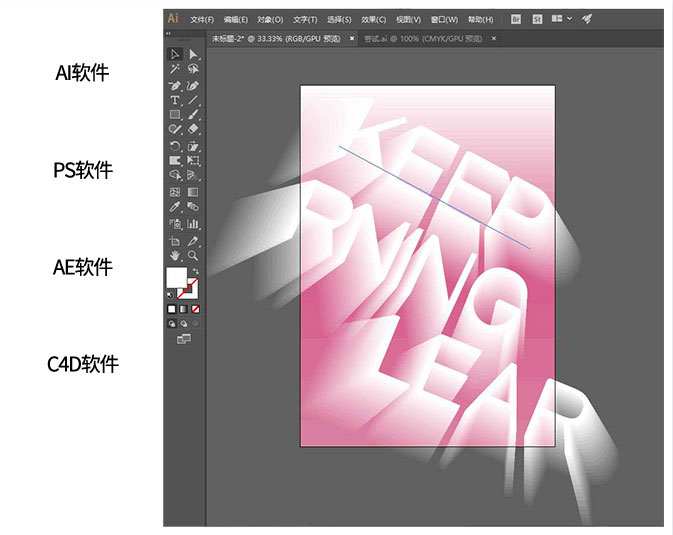 Ai 文件(F) 编辑(E) 对象(O) 文字(T) 选择(S) 效果(C) 视图(V) 窗口(W) 帮助(H) Br St
未标题-2* @ 33.33% (RGB/GPU 预览) × 尝试.ai @ 100% (CMYK/GPU 预览) ×
AI软件
PS软件
AE软件
C4D软件
KEEP
RNING
LEAR